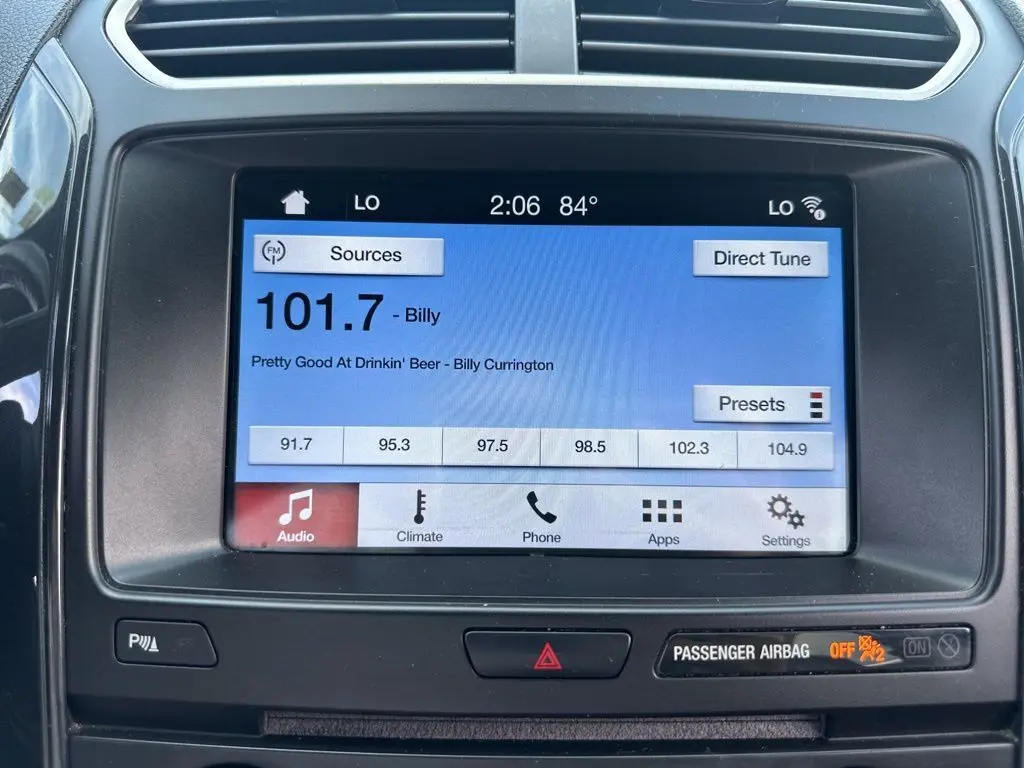 LO 2:06 84° LO
FM Sources Direct Tune
101.7 - Billy
Pretty Good At Drinkin' Beer - Billy Currington
Presets
91.7 95.3 97.5 98.5 102.3 104.9
Audio Climate Phone Apps Settings
P
PASSENGER AIRBAG OFF 2 ON